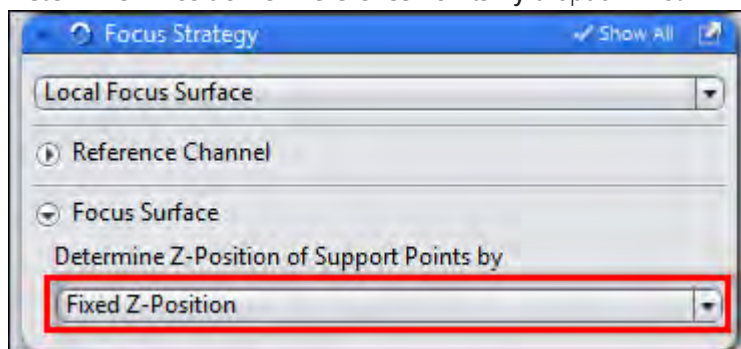 Focus Strategy Show All
Local Focus Surface
Reference Channel
Focus Surface
Determine Z-Position of Support Points by
Fixed Z-Position